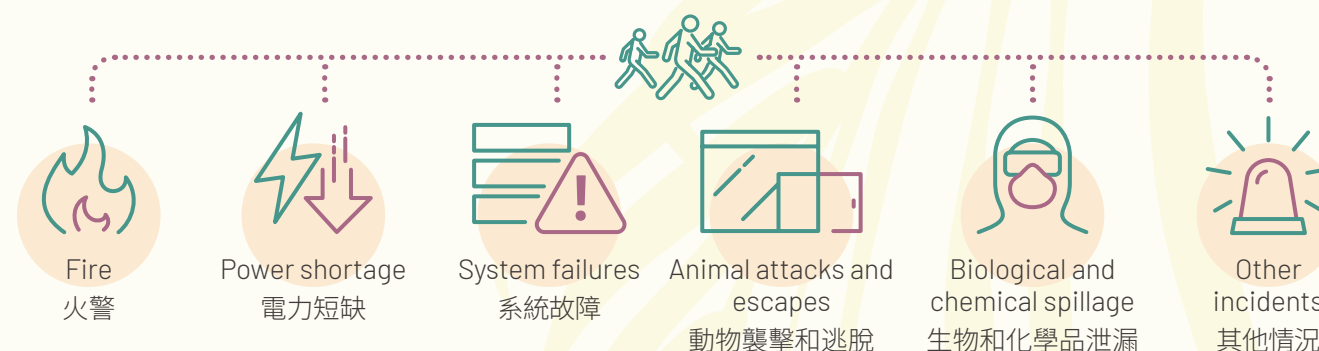 Fire
火警
Power shortage
電力短缺
System failures
系統故障
Animal attacks and
escapes
動物襲擊和逃脫
Biological and
chemical spillage
生物和化學品泄漏
Other
incidents
其他情況